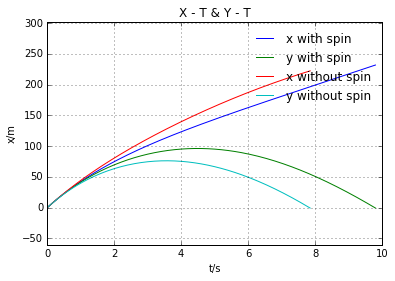 X - T & Y - T
x/m
300
250
200
150
100
50
0
−50
x with spin
y with spin
x without spin
y without spin
0
2
4
6
8
10
t/s